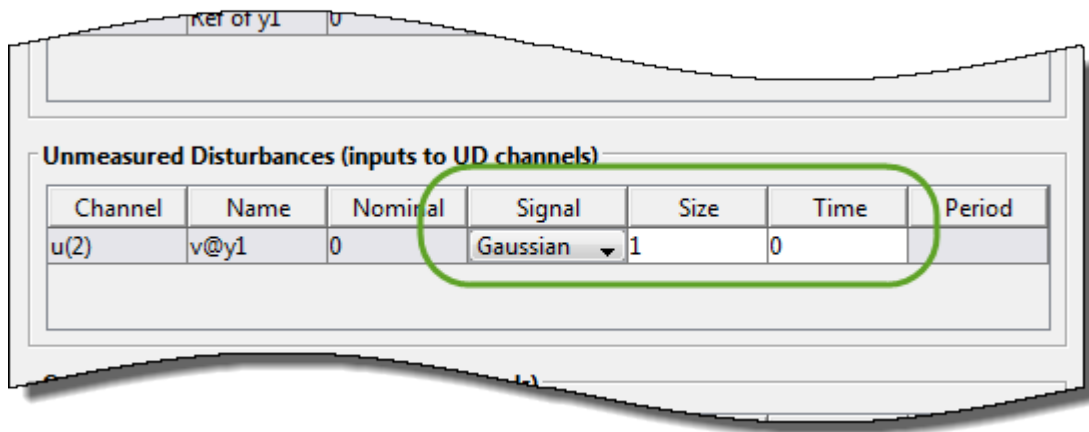 Ref of y1 0
Unmeasured Disturbances (inputs to UD channels)
Channel Name Nominal Signal Size Time Period
u(2) v@y1 0 Gaussian 1 0